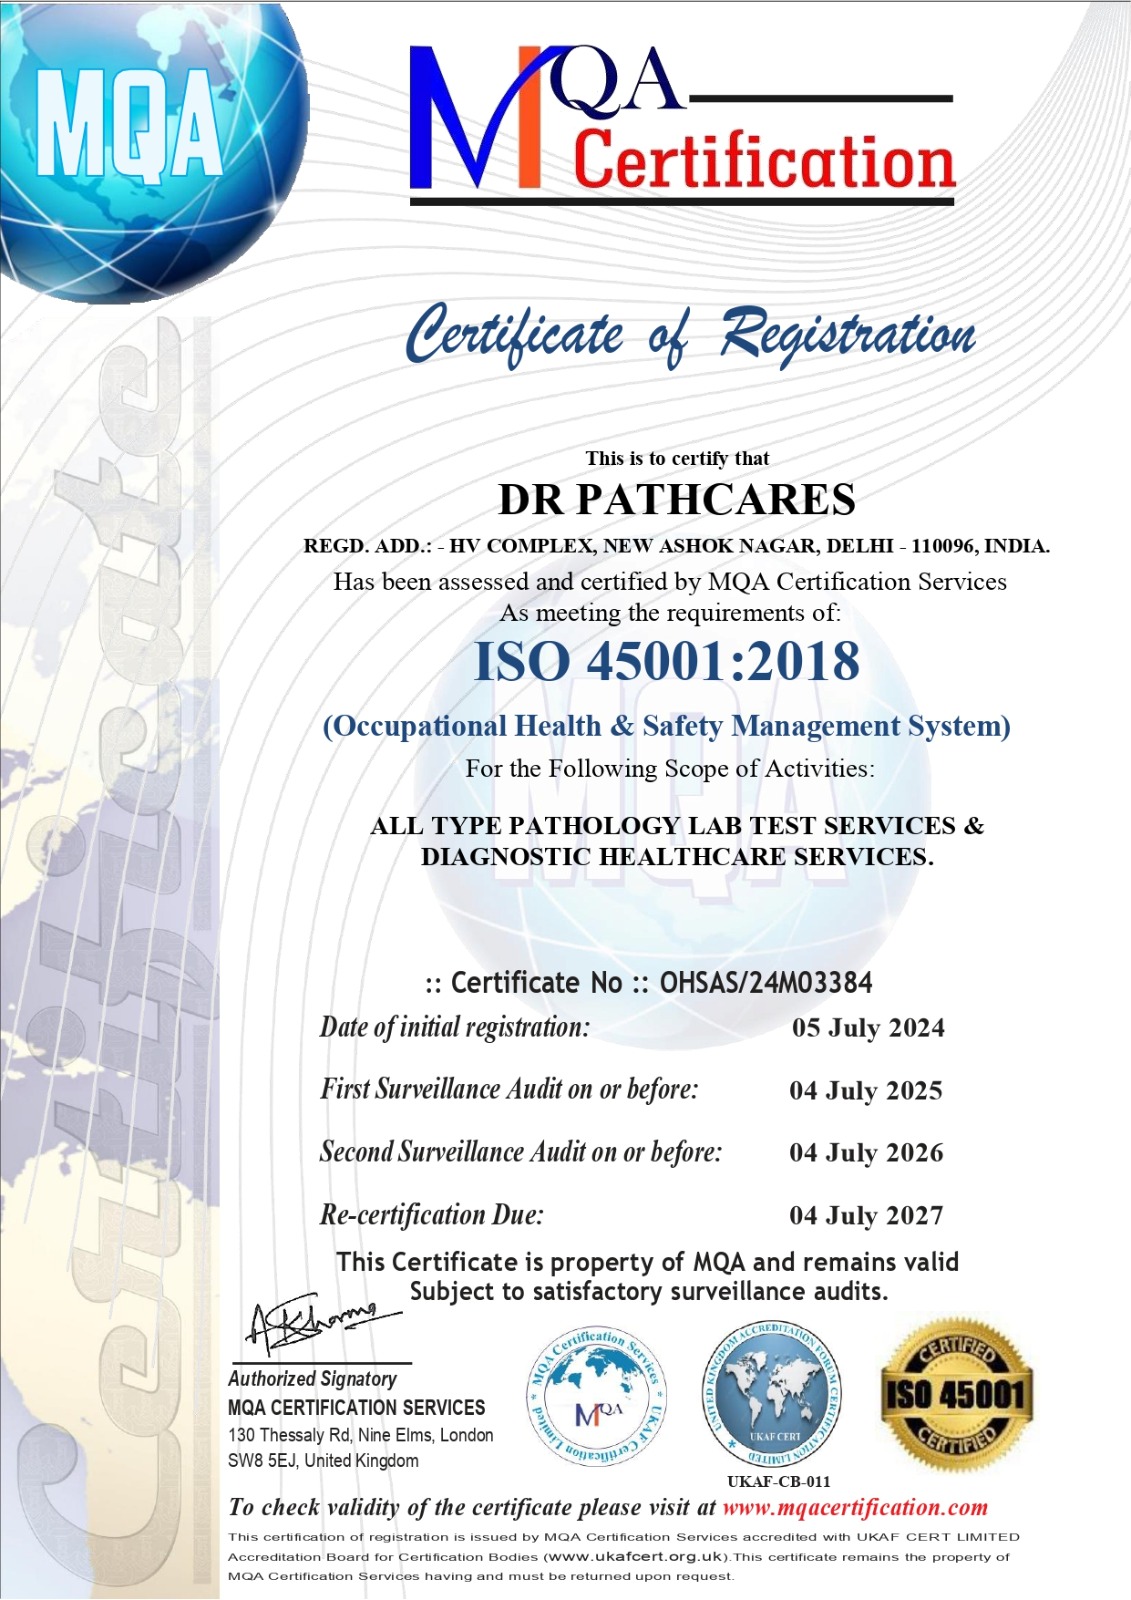 MQA
MQA
Certification
Certificate of Registration
This is to certify that
DR PATHCARES
REGD. ADD.: - HV COMPLEX, NEW ASHOK NAGAR, DELHI - 110096, INDIA.
Has been assessed and certified by MQA Certification Services
As meeting the requirements of:
ISO 45001:2018
(Occupational Health & Safety Management System)
For the Following Scope of Activities:
ALL TYPE PATHOLOGY LAB TEST SERVICES &
DIAGNOSTIC HEALTHCARE SERVICES.
MQA
Certificate
:: Certificate No :: OHSAS/24M03384
Date of initial registration: 05 July 2024
First Surveillance Audit on or before: 04 July 2025
Second Surveillance Audit on or before: 04 July 2026
Re-certification Due: 04 July 2027
This Certificate is property of MQA and remains valid
Subject to satisfactory surveillance audits.
ASKsharma
Authorized Signatory
MQA CERTIFICATION SERVICES
130 Thessaly Rd, Nine Elms, London
SW8 5EJ, United Kingdom
MQA Certification Services * UKAF Certification Limited *
MQA
UNITED KINGDOM ACCREDITATION FORUM CERTIFICATION LIMITED *
UKAF CERT
UKAF-CB-011
CERTIFIED
ISO 45001
CERTIFIED
To check validity of the certificate please visit at www.mqacertification.com
This certification of registration is issued by MQA Certification Services accredited with UKAF CERT LIMITED
Accreditation Board for Certification Bodies (www.ukafcert.org.uk).This certificate remains the property of
MQA Certification Services having and must be returned upon request.